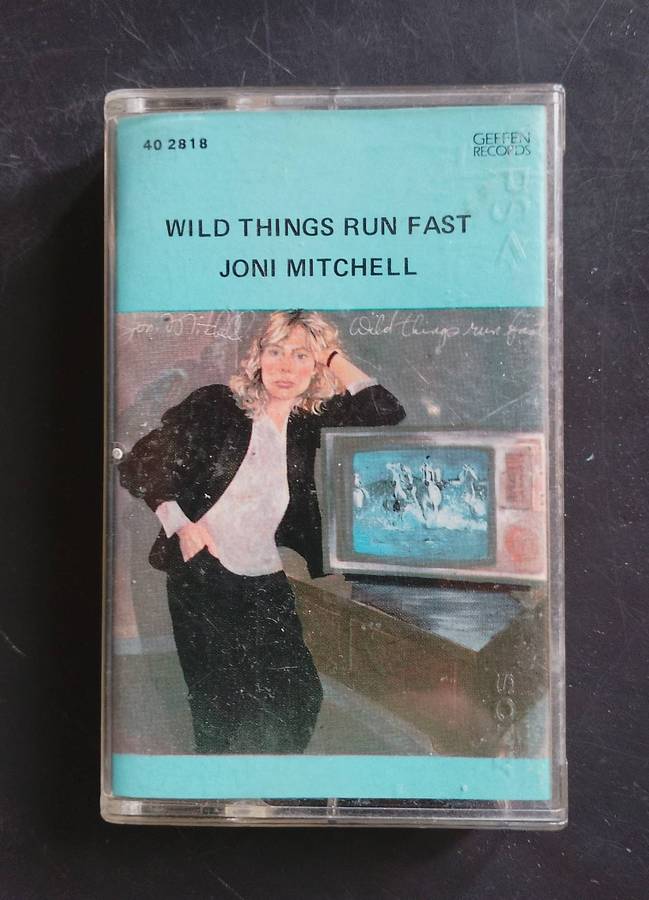 40 2818
GEFFEN
RECORDS
WILD THINGS RUN FAST
JONI MITCHELL
Joni Mitchell
Wild things run fast